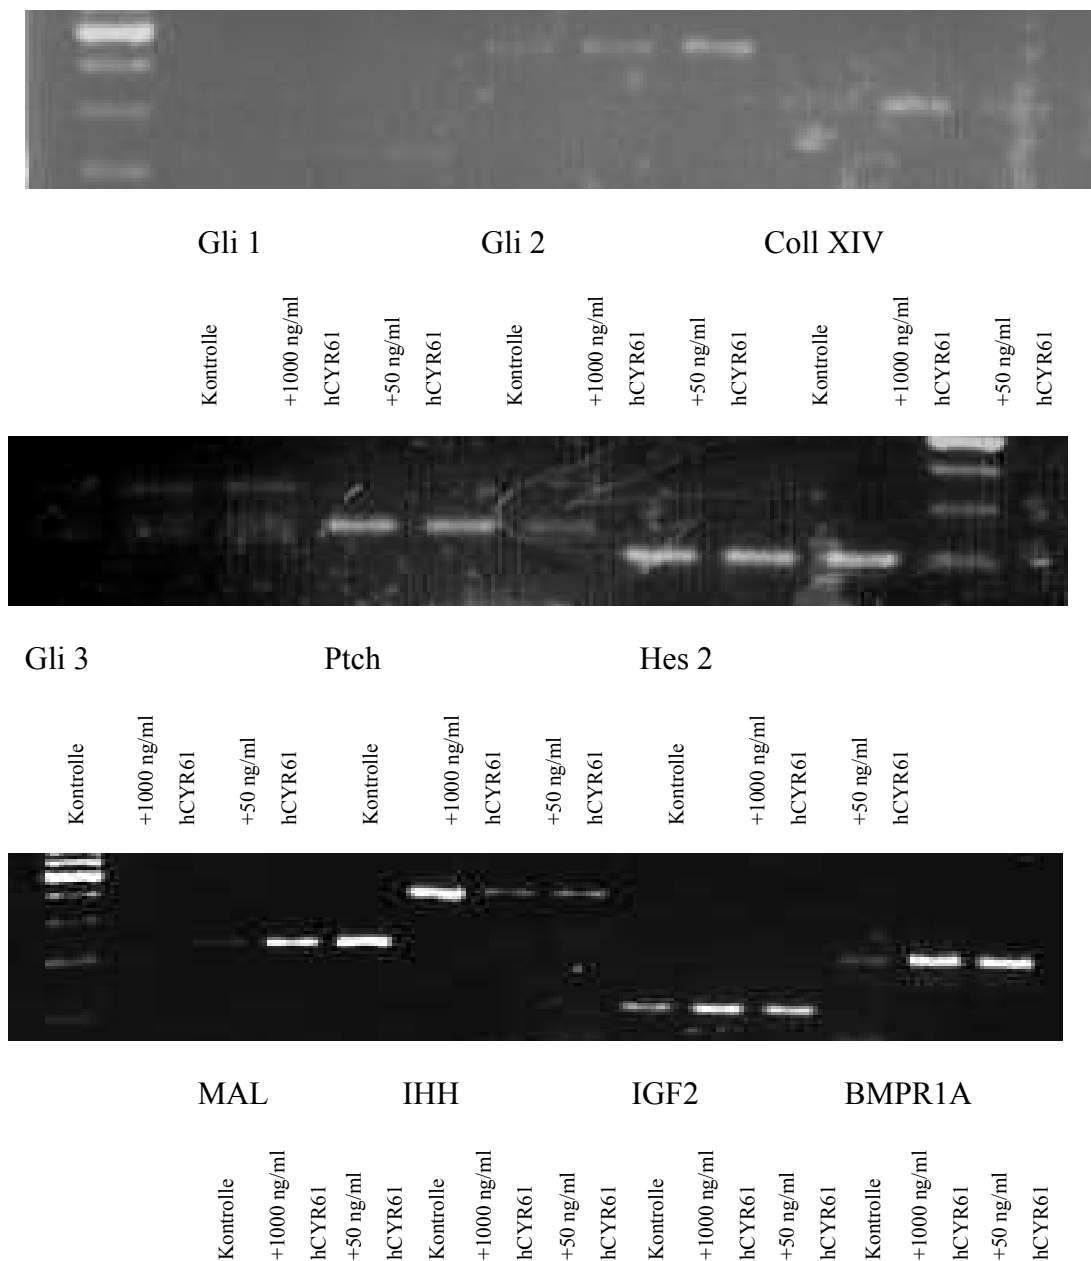 Gli 1 Gli 2 Coll XIV
Kontrolle +1000 ng/ml hCYR61 +50 ng/ml hCYR61 Kontrolle +1000 ng/ml hCYR61 +50 ng/ml hCYR61 Kontrolle +1000 ng/ml hCYR61 +50 ng/ml hCYR61
Gli 3 Ptch Hes 2
Kontrolle +1000 ng/ml hCYR61 +50 ng/ml hCYR61 Kontrolle +1000 ng/ml hCYR61 +50 ng/ml hCYR61 Kontrolle +1000 ng/ml hCYR61 +50 ng/ml hCYR61
MAL IHH IGF2 BMPR1A
Kontrolle +1000 ng/ml hCYR61 +50 ng/ml hCYR61 Kontrolle +1000 ng/ml hCYR61 +50 ng/ml hCYR61 Kontrolle +1000 ng/ml hCYR61 +50 ng/ml hCYR61 Kontrolle +1000 ng/ml hCYR61 +50 ng/ml hCYR61